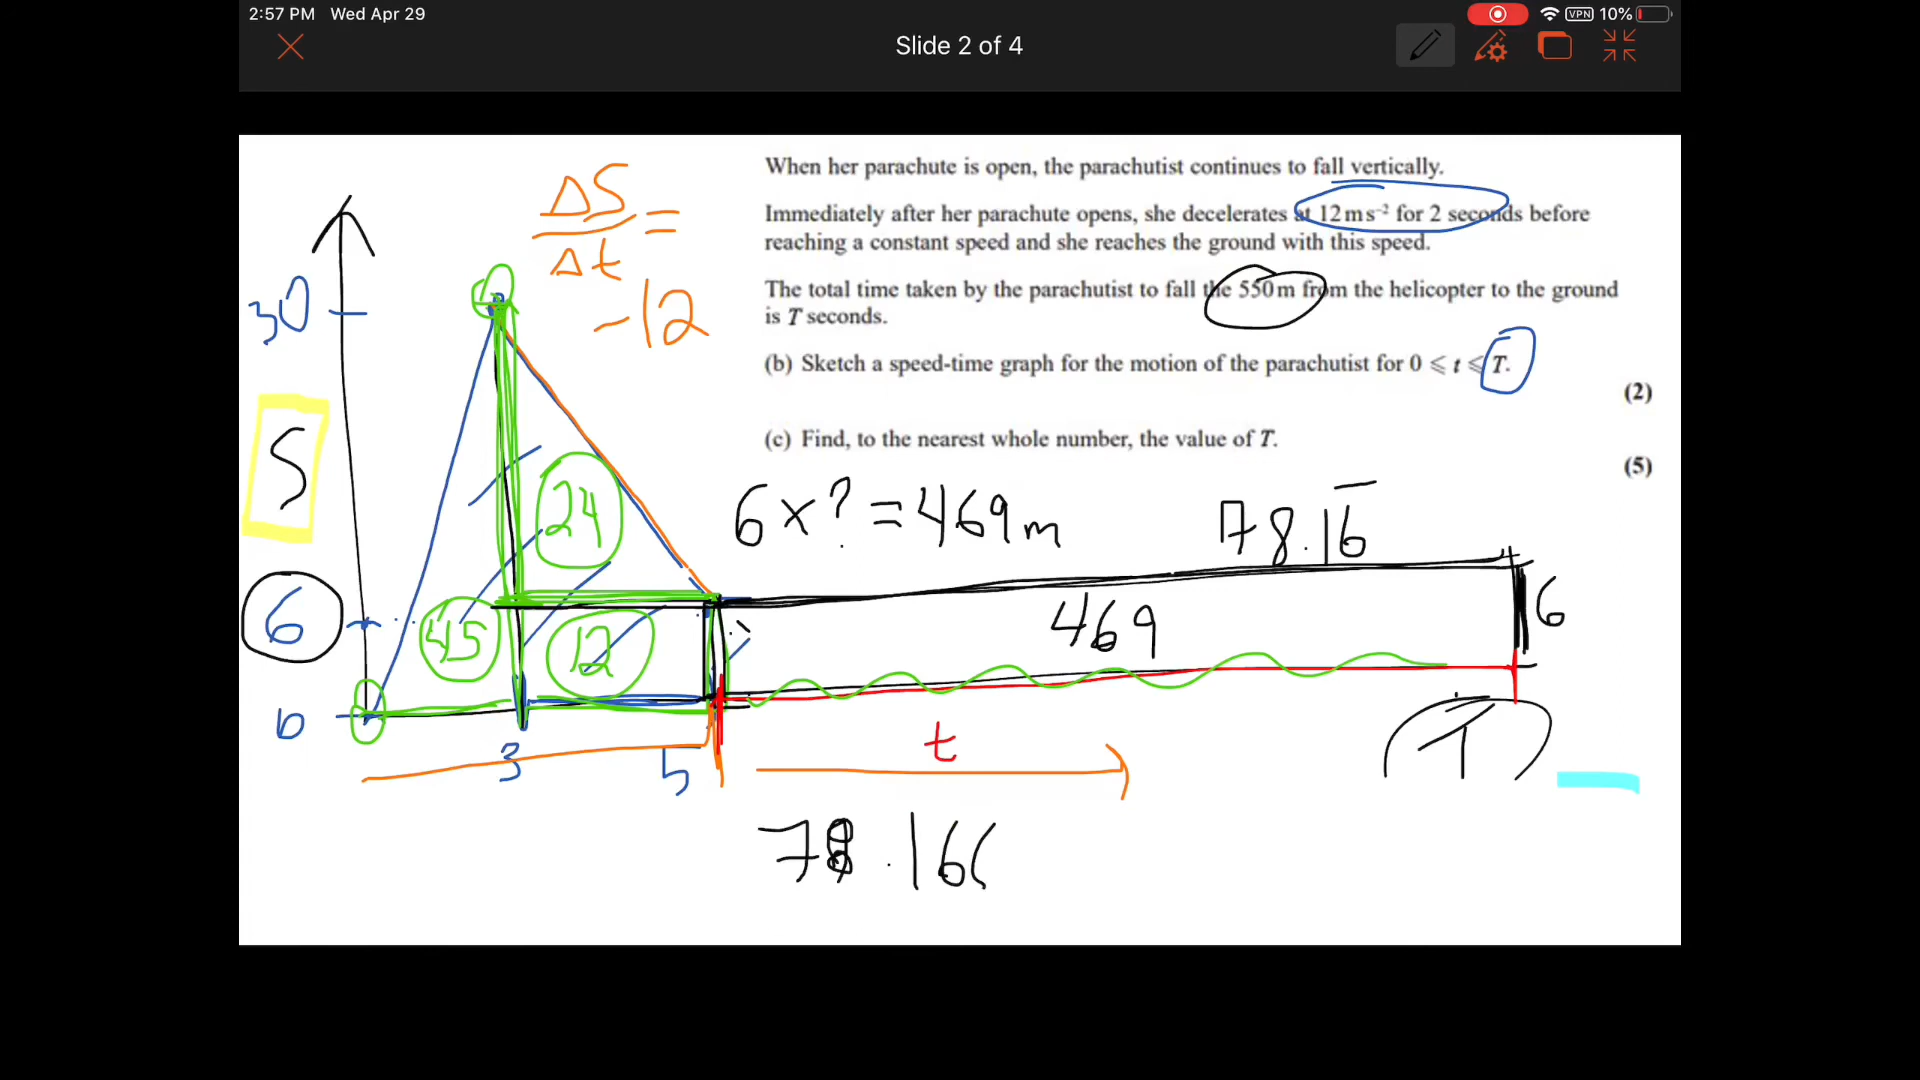 2:57 PM Wed Apr 29
VPN 10%
Slide 2 of 4
When her parachute is open, the parachutist continues to fall vertically.
Immediately after her parachute opens, she decelerates at 12 m s⁻² for 2 seconds before
reaching a constant speed and she reaches the ground with this speed.
The total time taken by the parachutist to fall the 550 m from the helicopter to the ground
is T seconds.
(b) Sketch a speed-time graph for the motion of the parachutist for 0 ⩽ t ⩽ T.
(2)
(c) Find, to the nearest whole number, the value of T.
(5)
ΔS
Δt
=
-12
30
S
24
6 × ? = 469 m
78.16
6
45
12
469
6
0
3
5
t
T
78.166